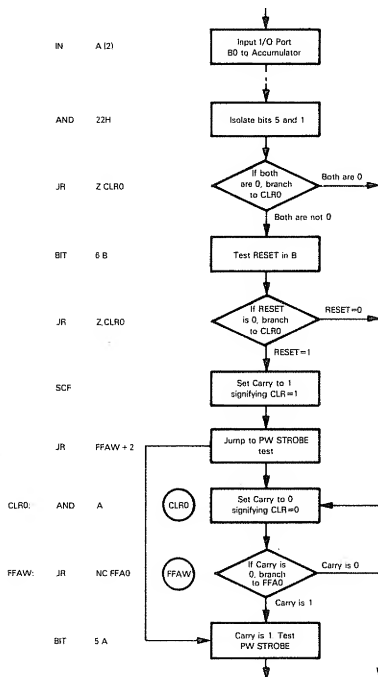 IN A (2)
Input I/O Port
B0 to Accumulator
AND 22H
Isolate bits 5 and 1
JR Z CLR0
If both
are 0, branch
to CLR0
Both are 0
Both are not 0
BIT 6 B
Test RESET in B
JR Z,CLR0
If RESET
is 0, branch
to CLR0
RESET=0
RESET=1
SCF
Set Carry to 1
signifying CLR=1
JR FFAW + 2
Jump to PW STROBE
test
CLR0: AND A
CLR0
Set Carry to 0
signifying CLR=0
FFAW: JR NC FFA0
FFAW
If Carry is
0, branch
to FFA0
Carry is 0
Carry is 1
BIT 5 A
Carry is 1. Test
PW STROBE